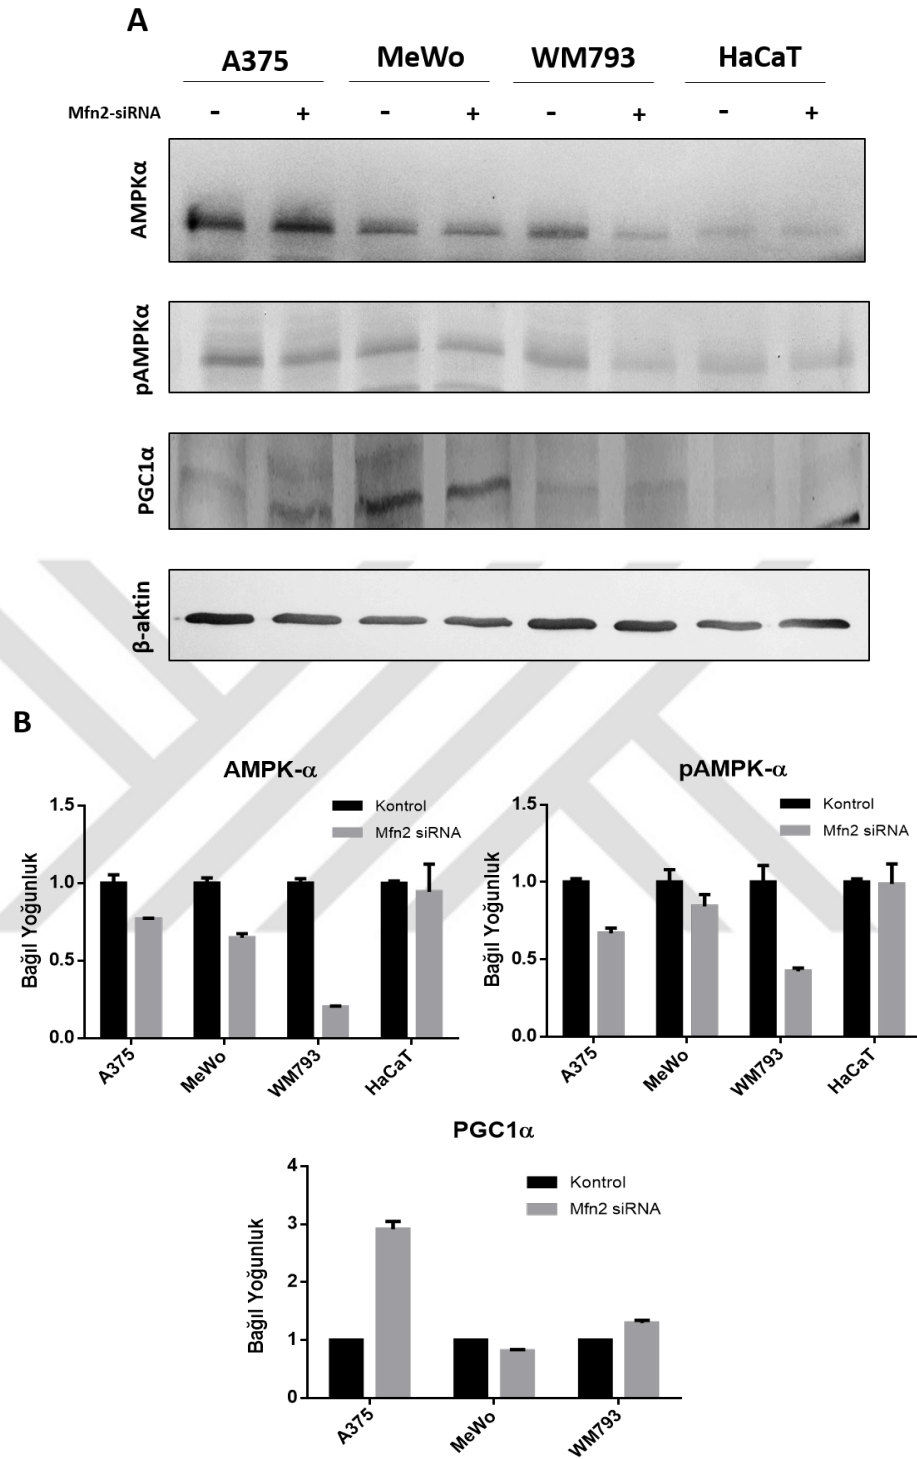 A
A375 MeWo WM793 HaCaT
Mfn2-siRNA - + - + - + - +
AMPKα
pAMPKα
PGC1α
β-aktin
B
AMPK-α
Kontrol
Mfn2 siRNA
Bağıl Yoğunluk
1.5
1.0
0.5
0.0
A375 MeWo WM793 HaCaT
pAMPK-α
Kontrol
Mfn2 siRNA
Bağıl Yoğunluk
1.5
1.0
0.5
0.0
A375 MeWo WM793 HaCaT
PGC1α
Kontrol
Mfn2 siRNA
Bağıl Yoğunluk
4
3
2
1
0
A375 MeWo WM793